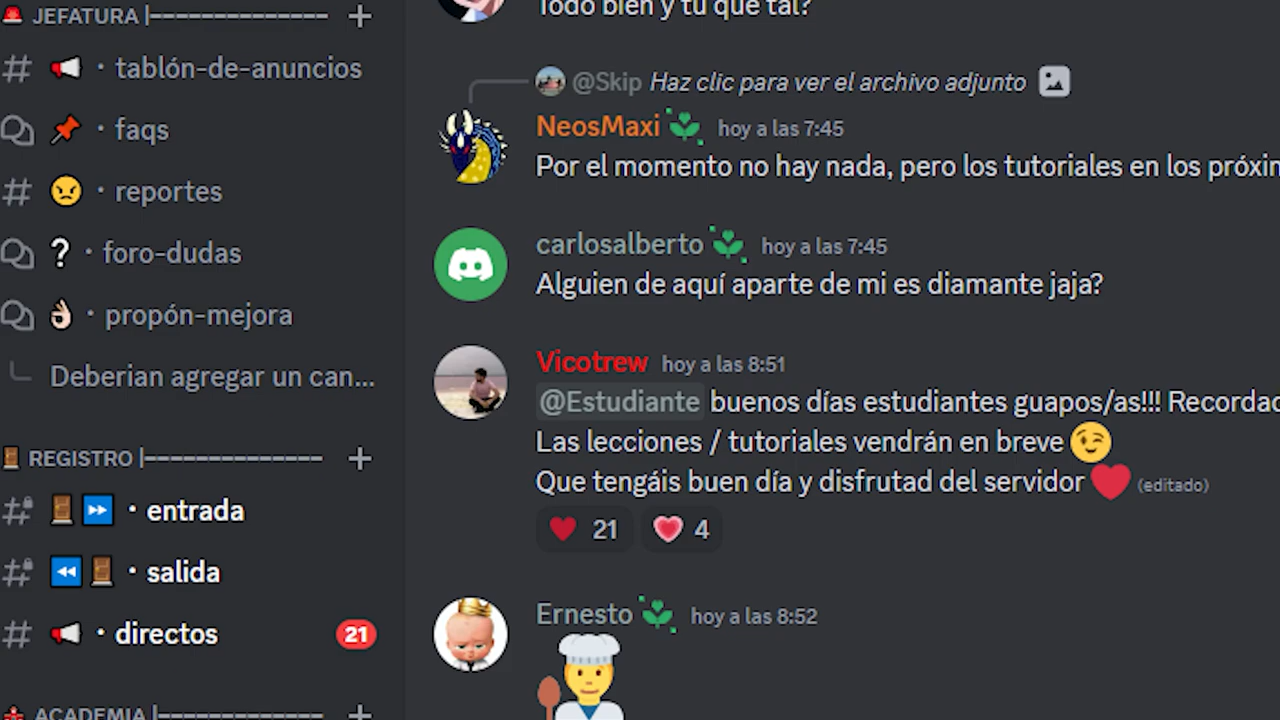 JEFATURA |--------------
tablón-de-anuncios
faqs
reportes
foro-dudas
propón-mejora
Deberian agregar un can...
REGISTRO |--------------
entrada
salida
directos
21
ACADEMIA |--------------
Todo bien y tu que tal?
@Skip Haz clic para ver el archivo adjunto
NeosMaxi hoy a las 7:45
Por el momento no hay nada, pero los tutoriales en los
carlosalberto hoy a las 7:45
Alguien de aquí aparte de mi es diamante jaja?
Vicotrew hoy a las 8:51
@Estudiante buenos días estudiantes guapos/as!!!
Las lecciones / tutoriales vendrán en breve
Que tengáis buen día y disfrutad del servidor (editado)
21 4
Ernesto hoy a las 8:52